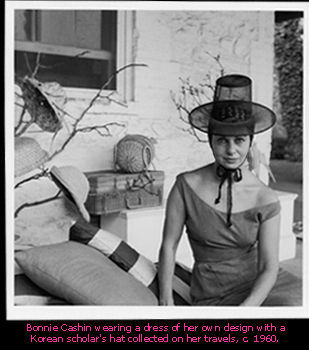 Bonnie Cashin wearing a dress of her own design with a
Korean scholar's hat collected on her travels, c. 1960.